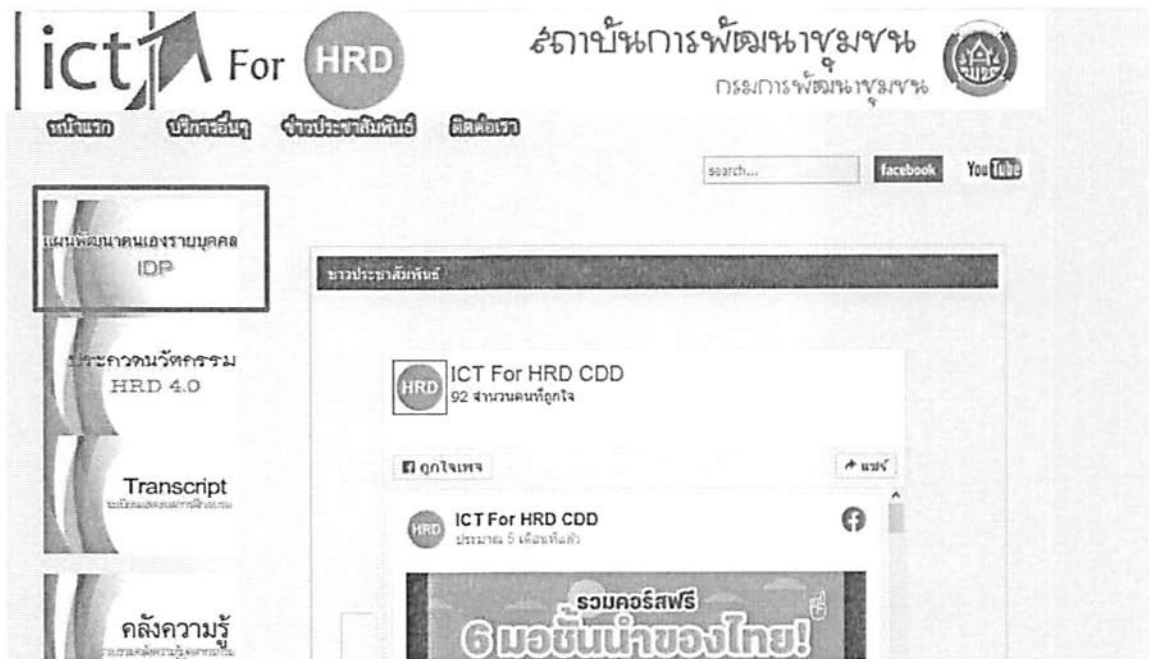 ict For HRD
สถาบันการพัฒนาชุมชน
กรมการพัฒนาชุมชน
หน้าแรก บริการอื่นๆ ข่าวประชาสัมพันธ์ ติดต่อเรา
search... facebook You Tube
แผนพัฒนาตนเองรายบุคคล
IDP
ข่าวประชาสัมพันธ์
ประกวดนวัตกรรม
HRD 4.0
HRD
ICT For HRD CDD
92 จำนวนคนที่ถูกใจ
ถูกใจเพจ แชร์
Transcript
HRD
ICT For HRD CDD
ประมาณ 5 เดือนที่แล้ว
รวมคอร์สฟรี
6 มอชั้นนำของไทย!
คลังความรู้